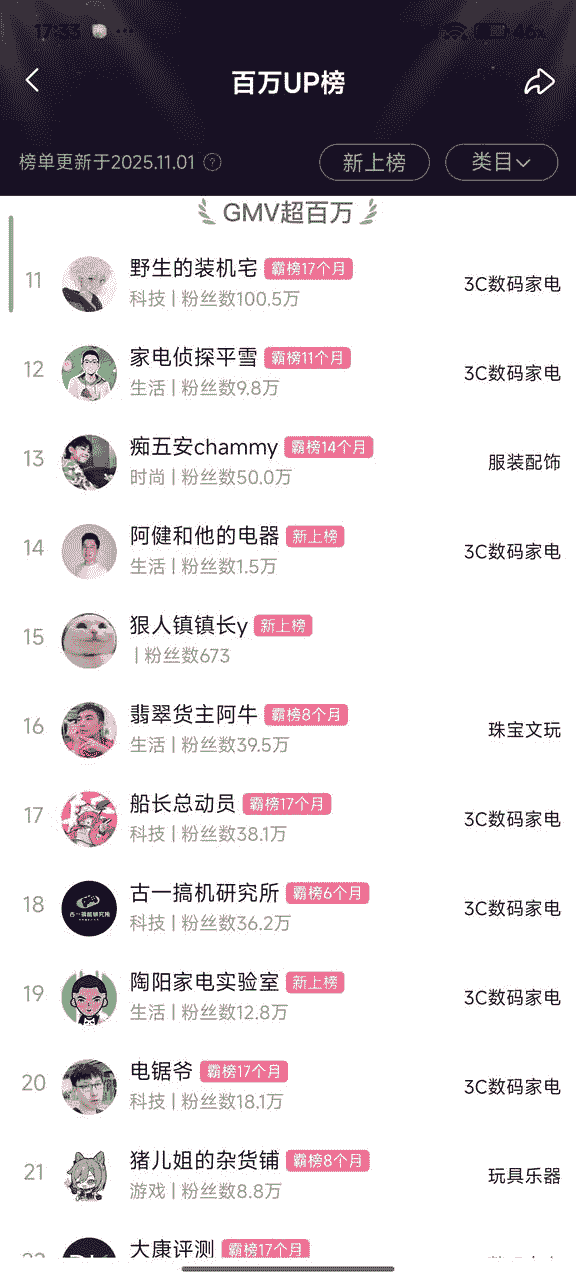 17:33
46%
百万UP榜
榜单更新于2025.11.01 ?
新上榜
类目
GMV超百万
11 野生的装机宅 霸榜17个月
科技 | 粉丝数100.5万
3C数码家电
12 家电侦探平雪 霸榜11个月
生活 | 粉丝数9.8万
3C数码家电
13 痴五安chammy 霸榜14个月
时尚 | 粉丝数50.0万
服装配饰
14 阿健和他的电器 新上榜
生活 | 粉丝数1.5万
3C数码家电
15 狠人镇镇长y 新上榜
| 粉丝数673
16 翡翠货主阿牛 霸榜8个月
生活 | 粉丝数39.5万
珠宝文玩
17 船长总动员 霸榜17个月
科技 | 粉丝数38.1万
3C数码家电
18 古一搞机研究所 霸榜6个月
科技 | 粉丝数36.2万
3C数码家电
19 陶阳家电实验室 新上榜
生活 | 粉丝数12.8万
3C数码家电
20 电锯爷 霸榜17个月
科技 | 粉丝数18.1万
3C数码家电
21 猪儿姐的杂货铺 霸榜8个月
游戏 | 粉丝数8.8万
玩具乐器
大康评测 霸榜17个月